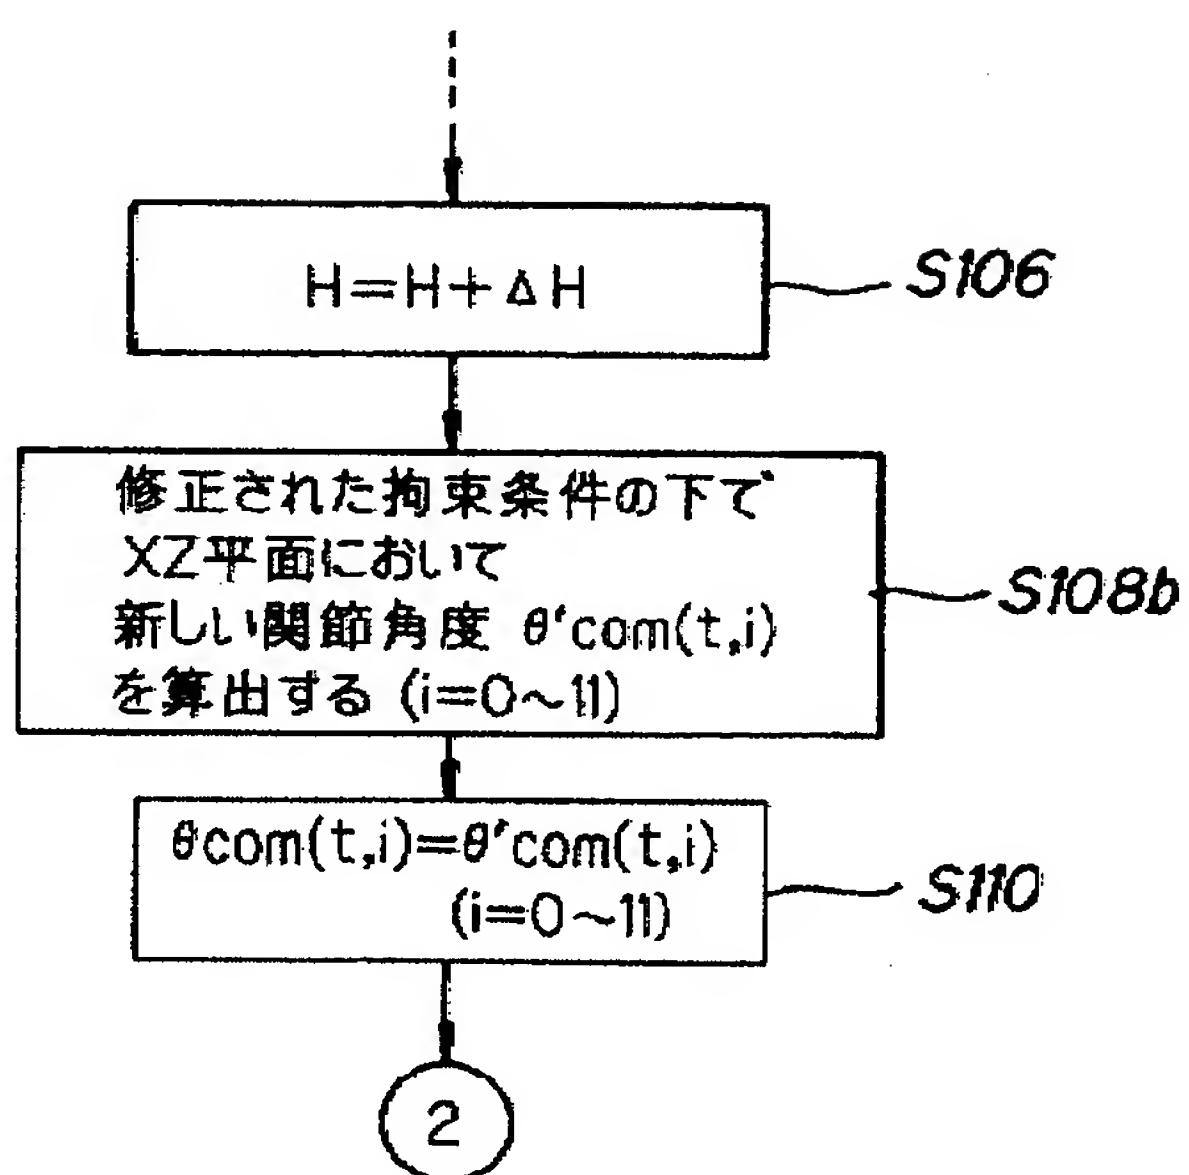 H=H+ΔH
S106
修正された拘束条件の下で
XZ平面において
新しい関節角度 θ'com(t,i)
を算出する (i=0〜11)
S108b
θcom(t,i)=θ'com(t,i)
(i=0〜11)
S110
2